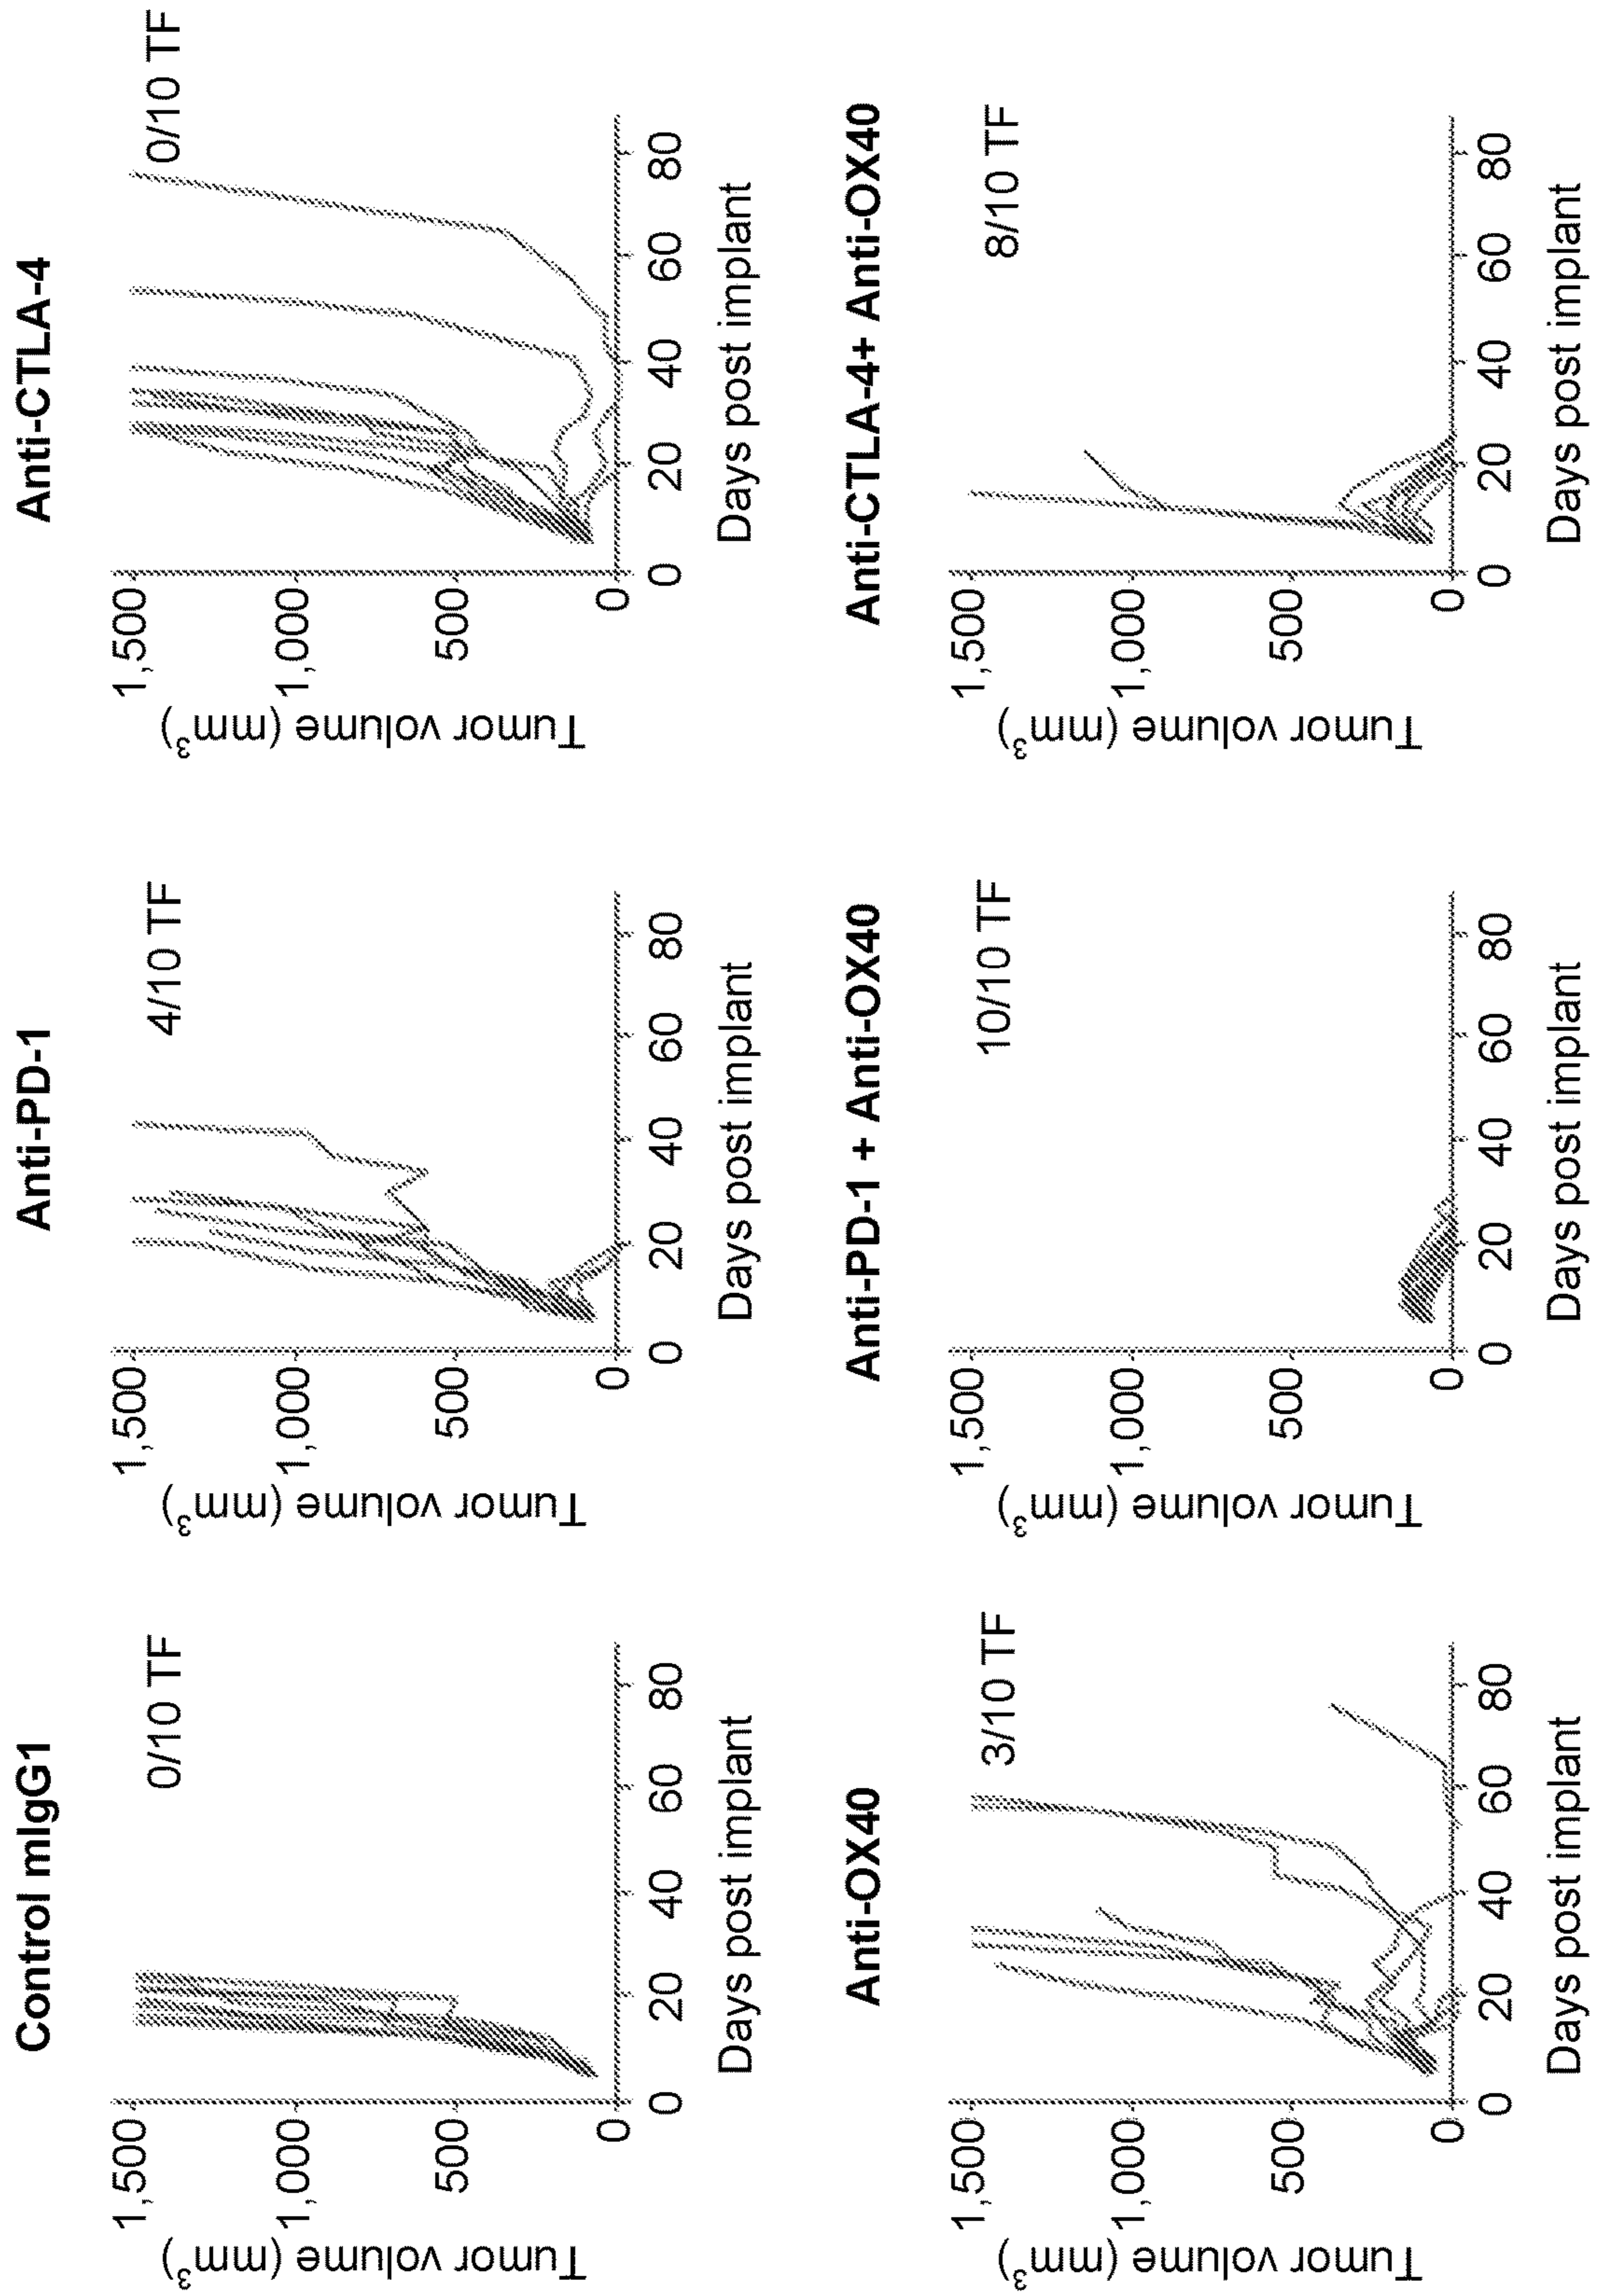 Control mIgG1
0/10 TF
1,500
1,000
500
0
Tumor volume (mm³)
0
20
40
60
80
Days post implant
Anti-PD-1
4/10 TF
1,500
1,000
500
0
Tumor volume (mm³)
0
20
40
60
80
Days post implant
Anti-CTLA-4
0/10 TF
1,500
1,000
500
0
Tumor volume (mm³)
0
20
40
60
80
Days post implant
Anti-OX40
3/10 TF
1,500
1,000
500
0
Tumor volume (mm³)
0
20
40
60
80
Days post implant
Anti-PD-1 + Anti-OX40
10/10 TF
1,500
1,000
500
0
Tumor volume (mm³)
0
20
40
60
80
Days post implant
Anti-CTLA-4+ Anti-OX40
8/10 TF
1,500
1,000
500
0
Tumor volume (mm³)
0
20
40
60
80
Days post implant